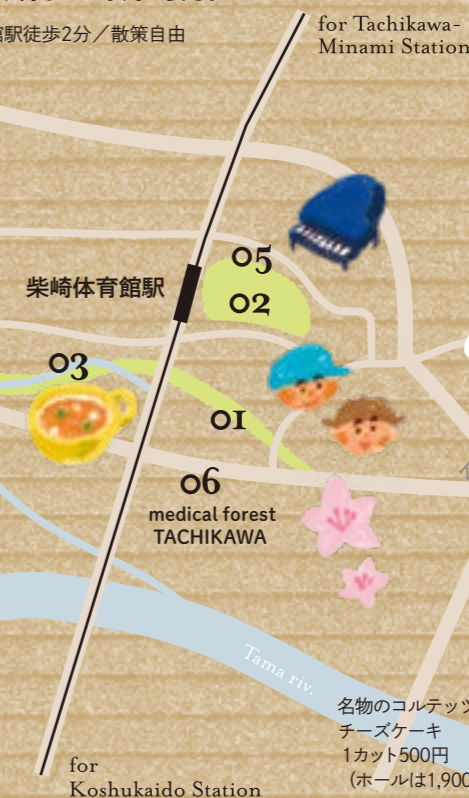 駅徒歩2分／散策自由
for Tachikawa-
Minami Station
05
柴崎体育館駅
02
03
01
06
medical forest
TACHIKAWA
Tama riv.
名物のコルテッツ
チーズケーキ
1カット500円
(ホールは1,900
for
Koshukaido Station